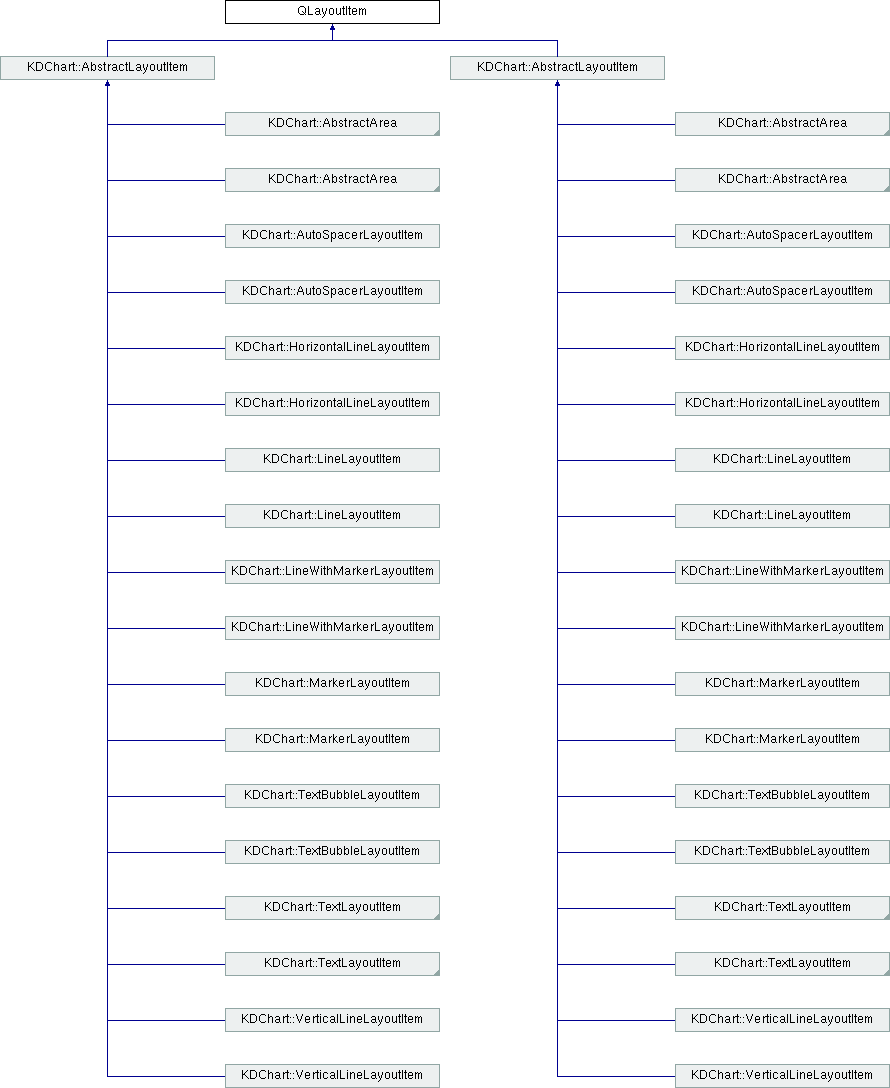 QLayoutItem
KDChart::AbstractLayoutItem
KDChart::AbstractLayoutItem
KDChart::AbstractArea
KDChart::AbstractArea
KDChart::AbstractArea
KDChart::AbstractArea
KDChart::AutoSpacerLayoutItem
KDChart::AutoSpacerLayoutItem
KDChart::AutoSpacerLayoutItem
KDChart::AutoSpacerLayoutItem
KDChart::HorizontalLineLayoutItem
KDChart::HorizontalLineLayoutItem
KDChart::HorizontalLineLayoutItem
KDChart::HorizontalLineLayoutItem
KDChart::LineLayoutItem
KDChart::LineLayoutItem
KDChart::LineLayoutItem
KDChart::LineLayoutItem
KDChart::LineWithMarkerLayoutItem
KDChart::LineWithMarkerLayoutItem
KDChart::LineWithMarkerLayoutItem
KDChart::LineWithMarkerLayoutItem
KDChart::MarkerLayoutItem
KDChart::MarkerLayoutItem
KDChart::MarkerLayoutItem
KDChart::MarkerLayoutItem
KDChart::TextBubbleLayoutItem
KDChart::TextBubbleLayoutItem
KDChart::TextBubbleLayoutItem
KDChart::TextBubbleLayoutItem
KDChart::TextLayoutItem
KDChart::TextLayoutItem
KDChart::TextLayoutItem
KDChart::TextLayoutItem
KDChart::VerticalLineLayoutItem
KDChart::VerticalLineLayoutItem
KDChart::VerticalLineLayoutItem
KDChart::VerticalLineLayoutItem